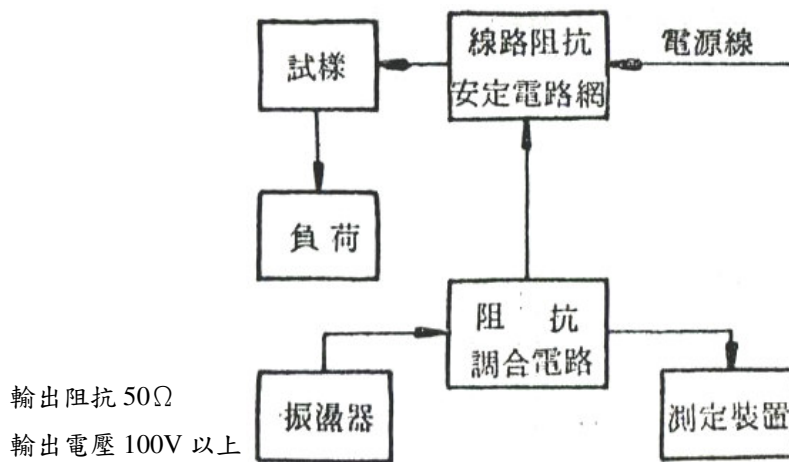 試樣
線路阻抗
安定電路網
電源線
負荷
阻抗
調合電路
振盪器
測定裝置
輸出阻抗 50Ω
輸出電壓 100V 以上